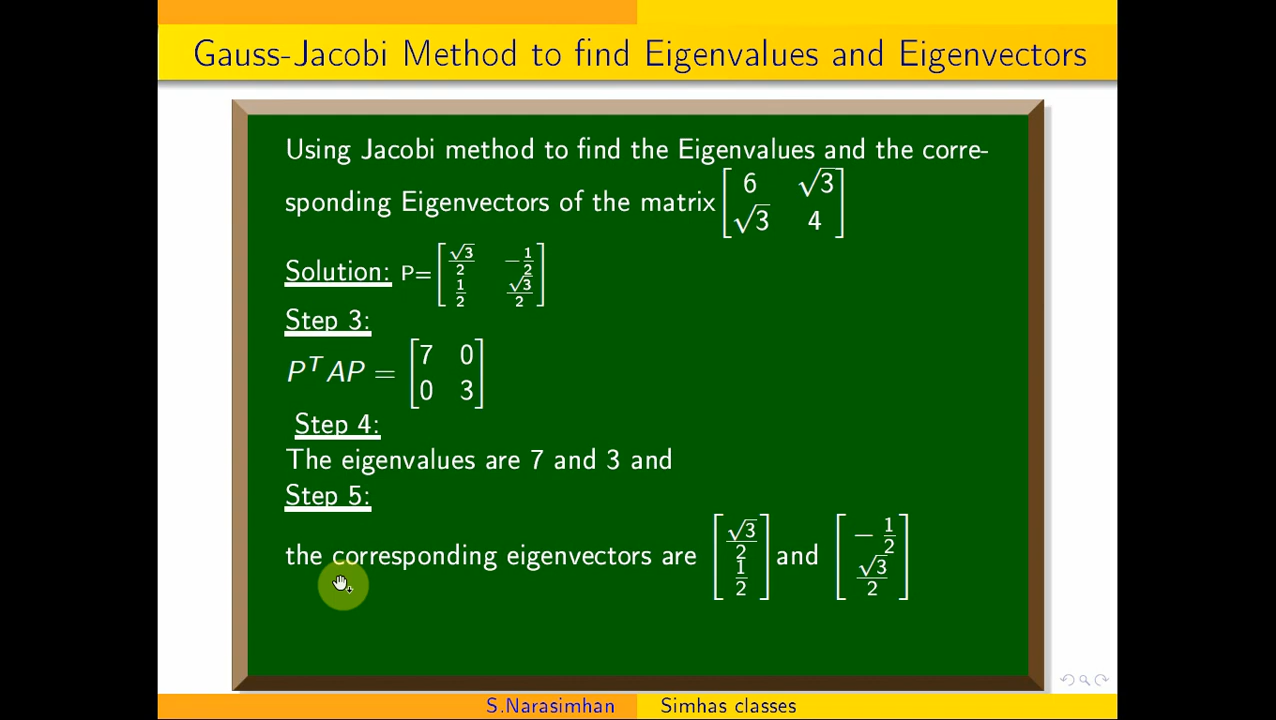 Gauss-Jacobi Method to find Eigenvalues and Eigenvectors
Using Jacobi method to find the Eigenvalues and the corre-
sponding Eigenvectors of the matrix [6 √3; √3 4]
Solution: P= [√3/2 -1/2; 1/2 √3/2]
Step 3:
P^T AP = [7 0; 0 3]
Step 4:
The eigenvalues are 7 and 3 and
Step 5:
the corresponding eigenvectors are [√3/2; 1/2] and [-1/2; √3/2]
S.Narasimhan Simhas classes